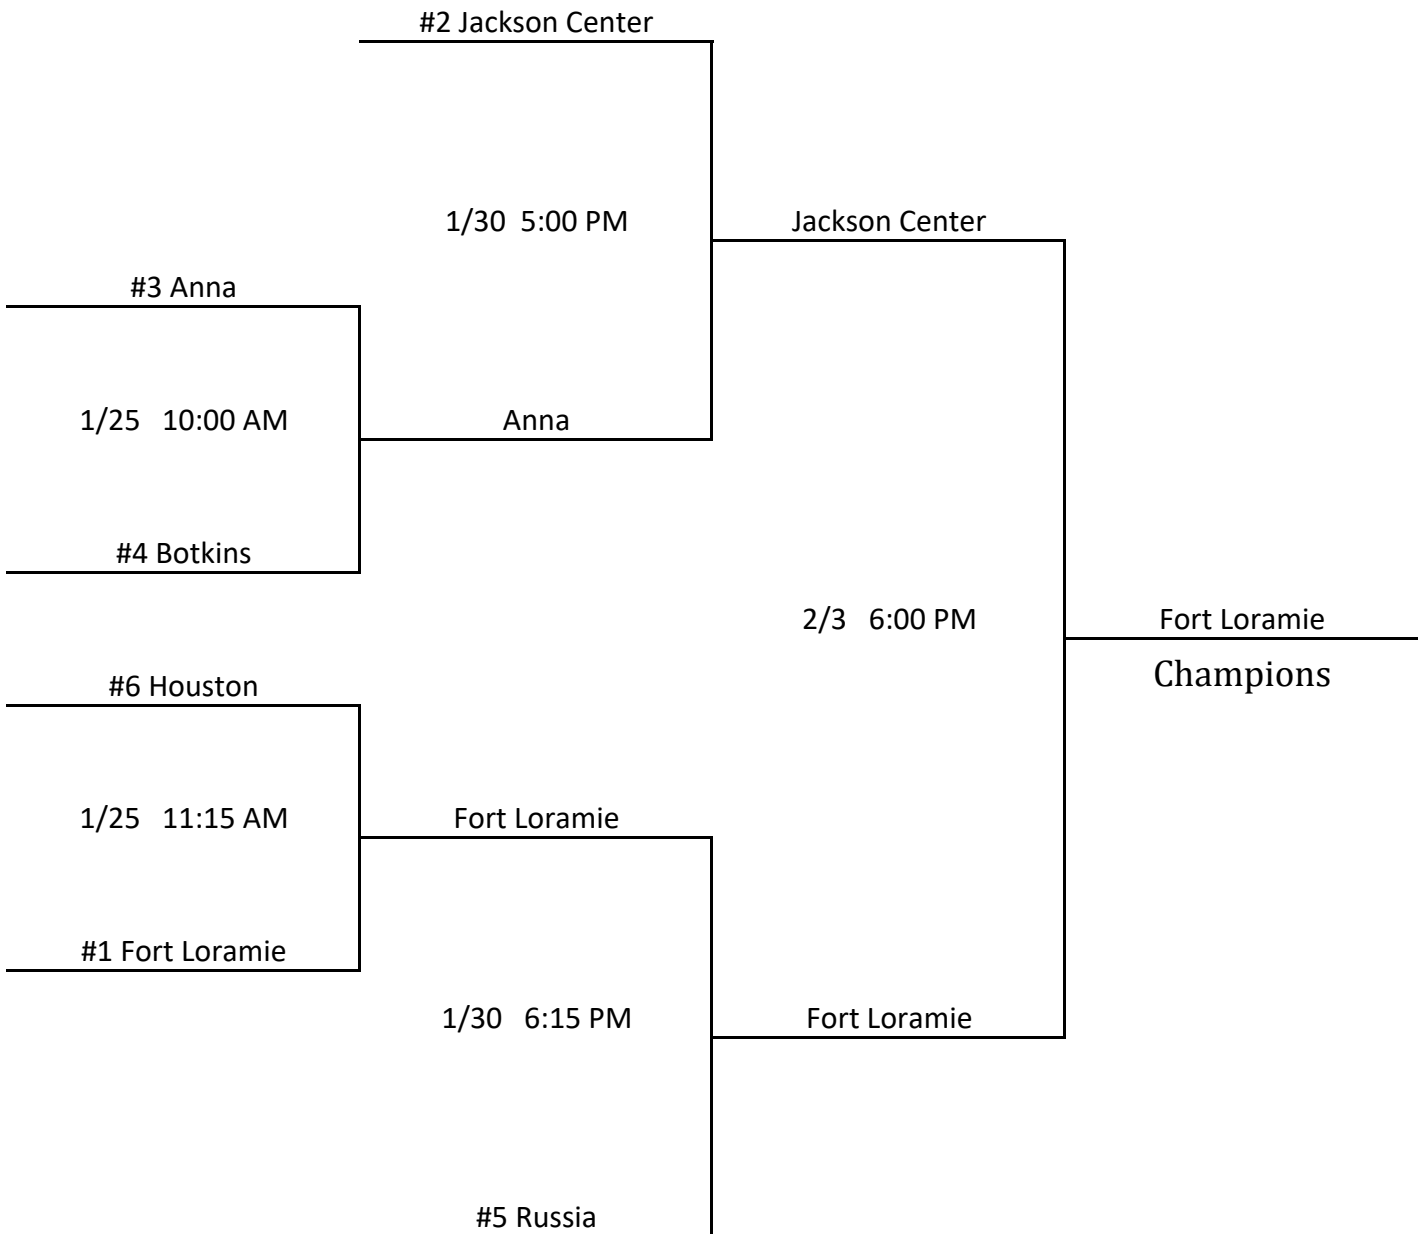 #2 Jackson Center
1/30  5:00 PM
Jackson Center
#3 Anna
1/25   10:00 AM
Anna
#4 Botkins
2/3   6:00 PM
Fort Loramie
Champions
#6 Houston
1/25   11:15 AM
Fort Loramie
#1 Fort Loramie
1/30   6:15 PM
Fort Loramie
#5 Russia